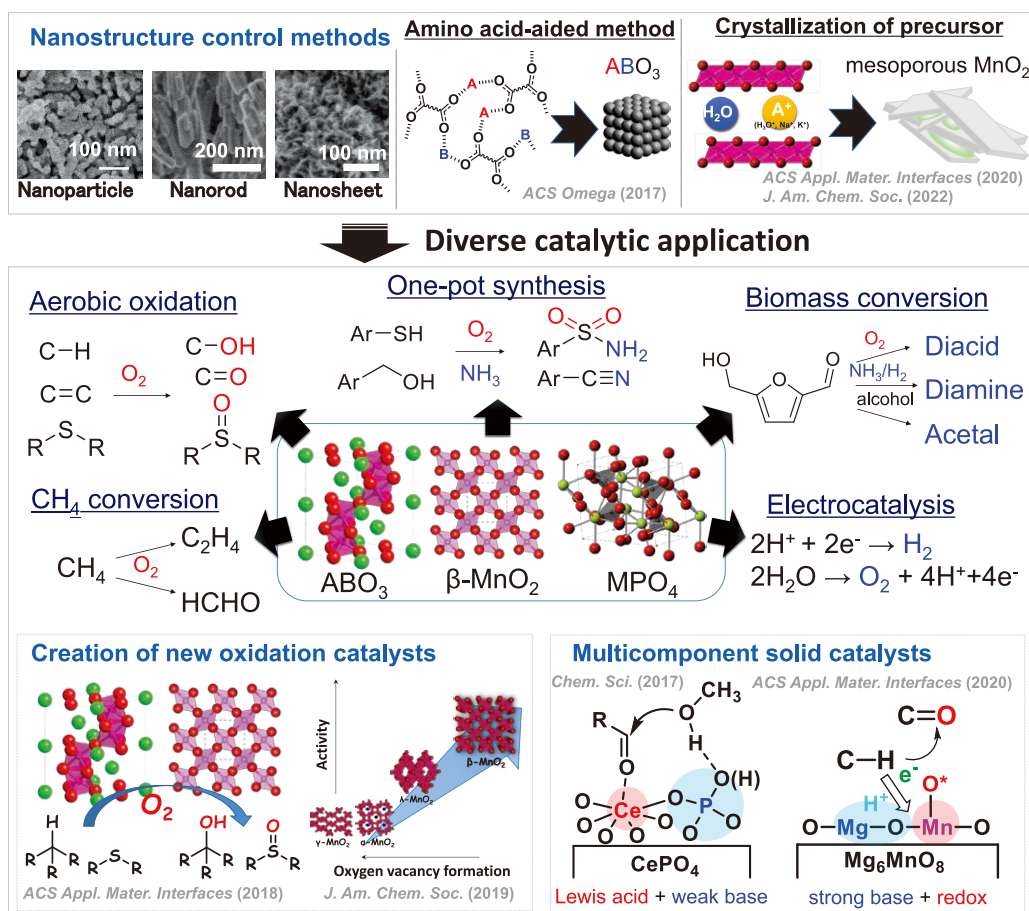 Nanostructure control methods
100 nm
200 nm
100 nm
Nanoparticle
Nanorod
Nanosheet
Amino acid-aided method
ABO₃
A
A
B
B
O
O
O
O
O
O
O
O
ACS Omega (2017)
Crystallization of precursor
mesoporous MnO₂
H₂O
A⁺
(H₃O⁺, Na⁺, K⁺)
ACS Appl. Mater. Interfaces (2020)
J. Am. Chem. Soc. (2022)
Diverse catalytic application
Aerobic oxidation
C-H
C=C
S
R R
O₂
C-OH
C=O
O
S
R R
One-pot synthesis
Ar-SH
Ar OH
O₂
NH₃
O O
S
Ar NH₂
Ar-C≡N
Biomass conversion
HO
O
O
O₂
NH₃/H₂
alcohol
Diacid
Diamine
Acetal
CH₄ conversion
CH₄
O₂
C₂H₄
HCHO
ABO₃
β-MnO₂
MPO₄
Electrocatalysis
2H⁺ + 2e⁻ → H₂
2H₂O → O₂ + 4H⁺+4e⁻
Creation of new oxidation catalysts
O₂
H
R R
R
R S R
OH
R R
R
O
R S R
ACS Appl. Mater. Interfaces (2018)
Activity
β-MnO₂
λ-MnO₂
γ-MnO₂
α-MnO₂
Oxygen vacancy formation
J. Am. Chem. Soc. (2019)
Multicomponent solid catalysts
Chem. Sci. (2017)
CH₃
O
H
R
C
O
O(H)
O Ce O P O
O O O O O
CePO₄
Lewis acid + weak base
ACS Appl. Mater. Interfaces (2020)
C=O
C-H
e⁻
H⁺
O*
O-Mg-O-Mn-O
Mg₆MnO₈
strong base + redox